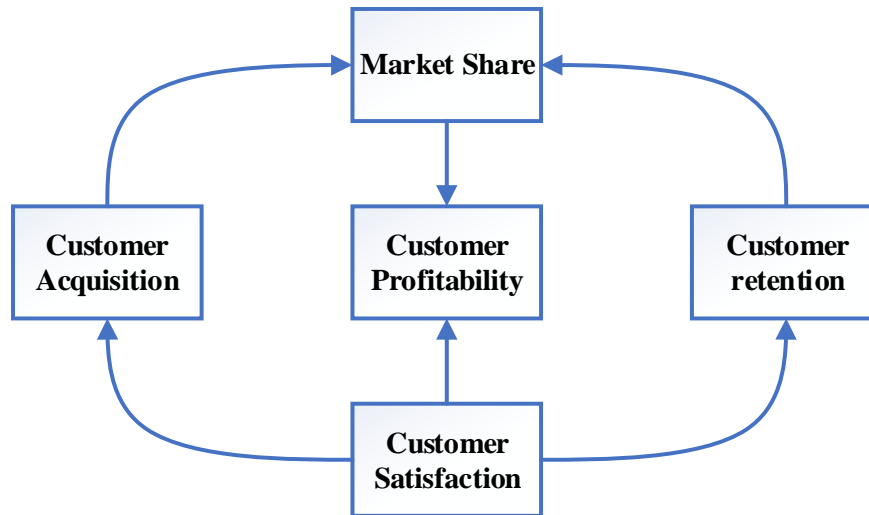 Market Share
Customer
Acquisition
Customer
Profitability
Customer
retention
Customer
Satisfaction